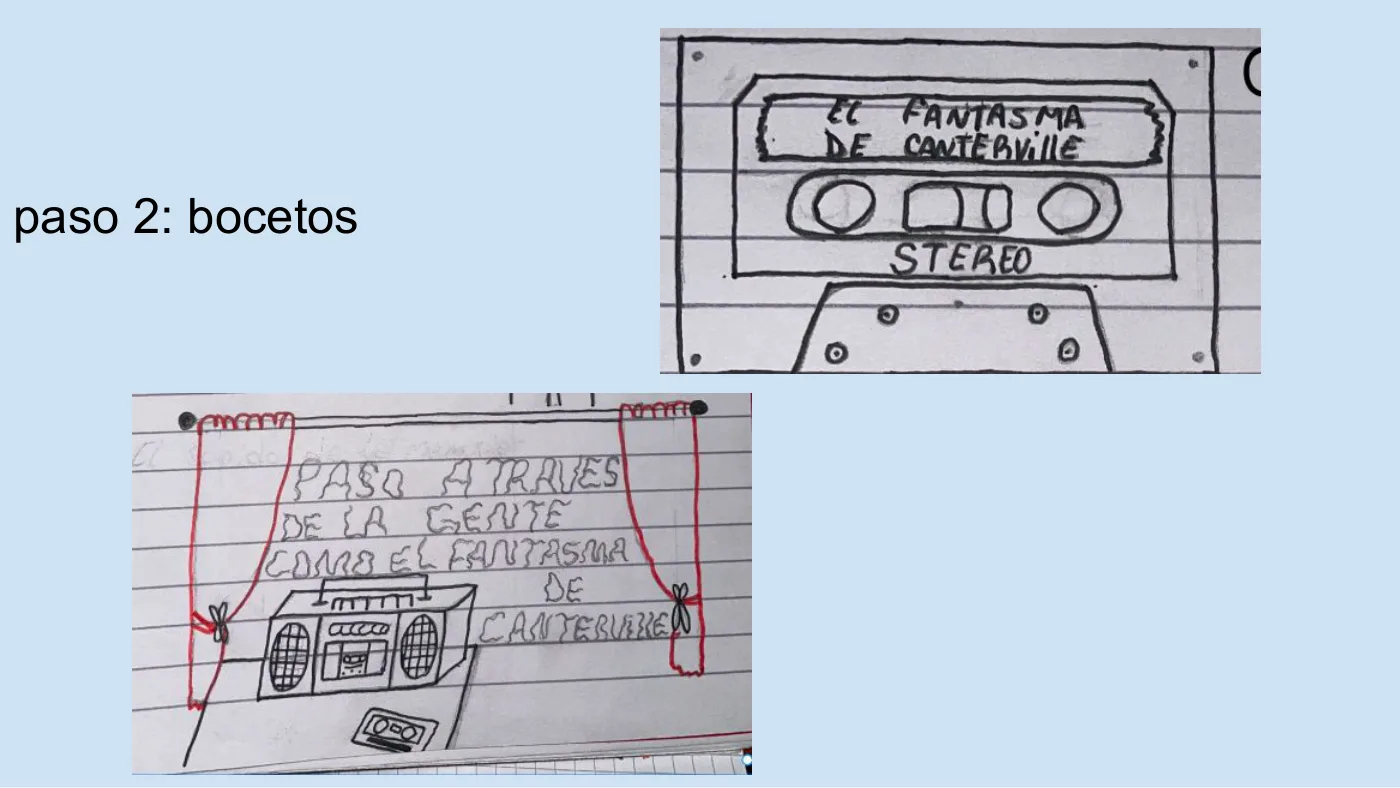 paso 2: bocetos
EL FANTASMA
DE CANTERVIllE
STEREO
PASO A TRAVES
DE LA GENTE
COMO EL FANTASMA
DE
CANTERVIllE